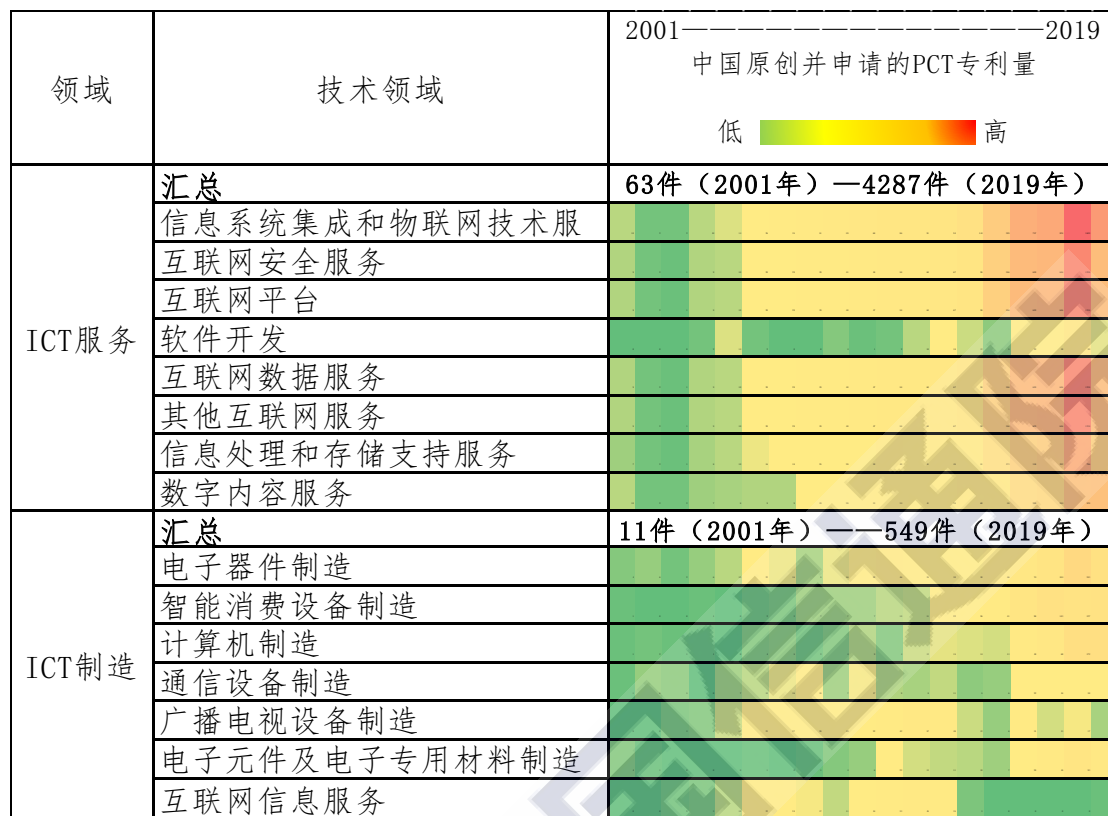 领域
技术领域
2001—————————————2019
中国原创并申请的PCT专利量
低
高
ICT服务
汇总
63件（2001年）—4287件（2019年）
信息系统集成和物联网技术服
互联网安全服务
互联网平台
软件开发
互联网数据服务
其他互联网服务
信息处理和存储支持服务
数字内容服务
ICT制造
汇总
11件（2001年）——549件（2019年）
电子器件制造
智能消费设备制造
计算机制造
通信设备制造
广播电视设备制造
电子元件及电子专用材料制造
互联网信息服务
国信通院